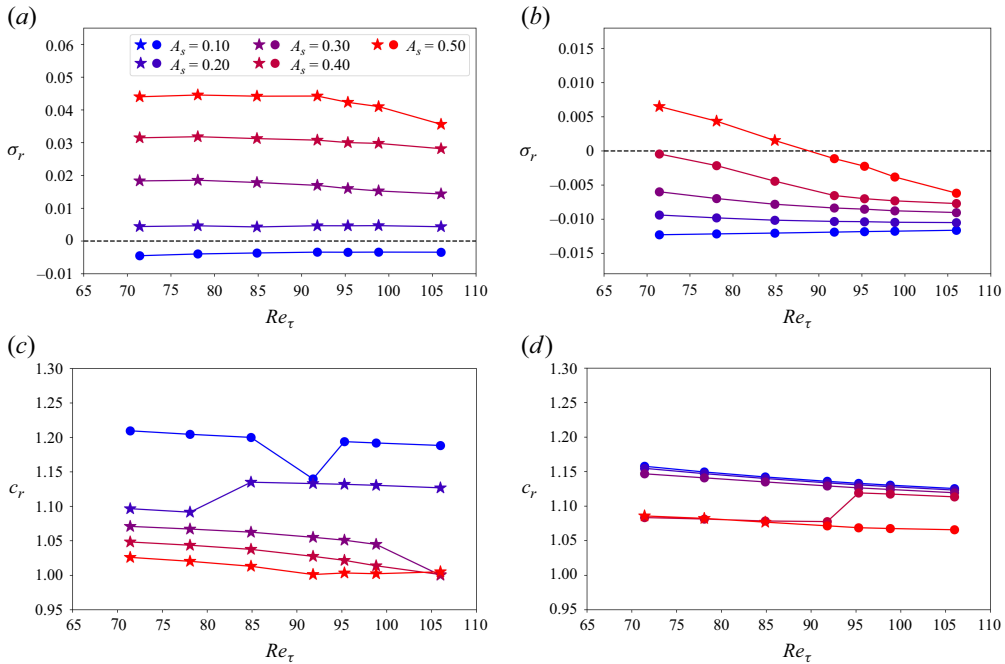 (a)
(b)
0.06
0.05
0.04
0.03
0.02
0.01
0
–0.01
σr
As = 0.10 As = 0.30 As = 0.50
As = 0.20 As = 0.40
65 70 75 80 85 90 95 100 105 110
Reτ
0.015
0.010
0.005
0
–0.005
–0.010
–0.015
σr
65 70 75 80 85 90 95 100 105 110
Reτ
(c)
(d)
1.30
1.25
1.20
1.15
1.10
1.05
1.00
0.95
cr
65 70 75 80 85 90 95 100 105 110
Reτ
1.30
1.25
1.20
1.15
1.10
1.05
1.00
0.95
cr
65 70 75 80 85 90 95 100 105 110
Reτ